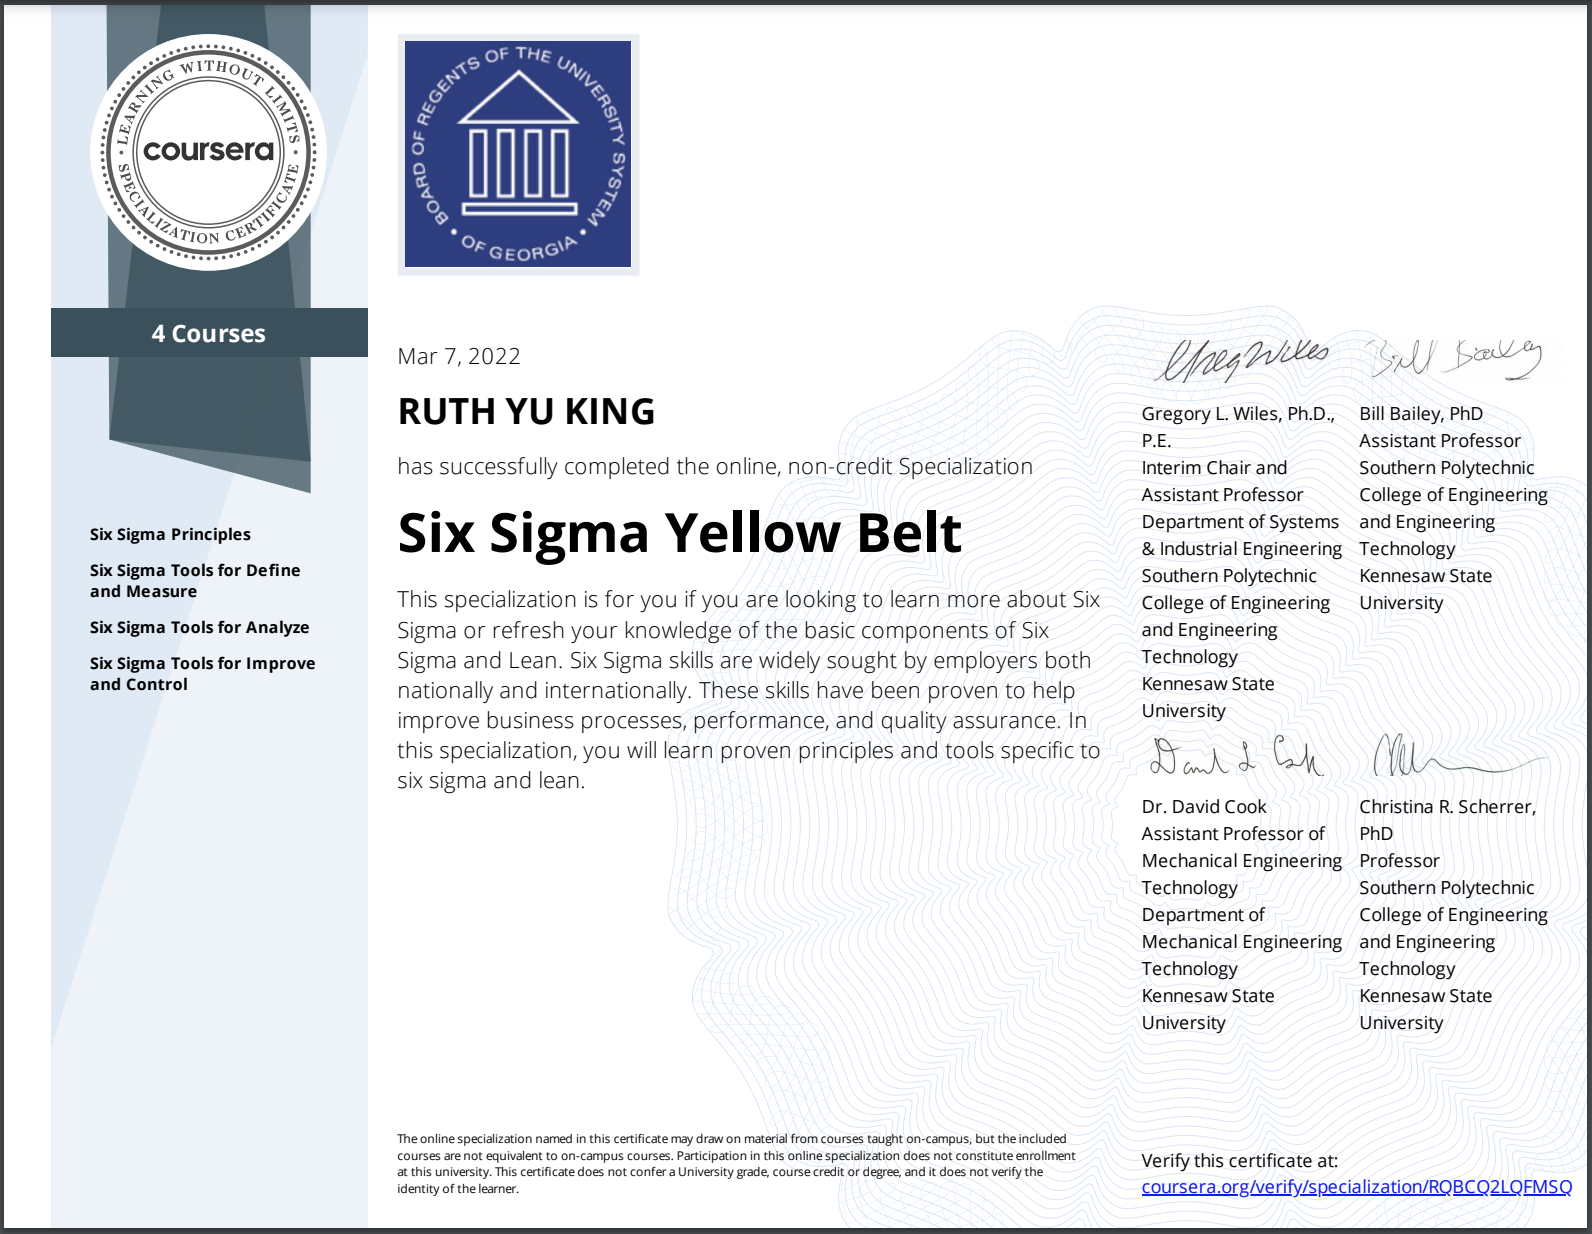 LEARNING WITHOUT LIMITS
coursera
SPECIALIZATION CERTIFICATE
4 Courses
Six Sigma Principles
Six Sigma Tools for Define
and Measure
Six Sigma Tools for Analyze
Six Sigma Tools for Improve
and Control
BOARD OF REGENTS OF THE UNIVERSITY SYSTEM
• OF GEORGIA •
Mar 7, 2022
RUTH YU KING
has successfully completed the online, non-credit Specialization
Six Sigma Yellow Belt
This specialization is for you if you are looking to learn more about Six
Sigma or refresh your knowledge of the basic components of Six
Sigma and Lean. Six Sigma skills are widely sought by employers both
nationally and internationally. These skills have been proven to help
improve business processes, performance, and quality assurance. In
this specialization, you will learn proven principles and tools specific to
six sigma and lean.
The online specialization named in this certificate may draw on material from courses taught on-campus, but the included
courses are not equivalent to on-campus courses. Participation in this online specialization does not constitute enrollment
at this university. This certificate does not confer a University grade, course credit or degree, and it does not verify the
identity of the learner.
Greg Wiles
Gregory L. Wiles, Ph.D.,
P.E.
Interim Chair and
Assistant Professor
Department of Systems
& Industrial Engineering
Southern Polytechnic
College of Engineering
and Engineering
Technology
Kennesaw State
University
Bill Bailey
Bill Bailey, PhD
Assistant Professor
Southern Polytechnic
College of Engineering
and Engineering
Technology
Kennesaw State
University
David L Cook
Dr. David Cook
Assistant Professor of
Mechanical Engineering
Technology
Department of
Mechanical Engineering
Technology
Kennesaw State
University
Christina R. Scherrer,
PhD
Professor
Southern Polytechnic
College of Engineering
and Engineering
Technology
Kennesaw State
University
Verify this certificate at:
coursera.org/verify/specialization/RQBCQ2LQFMSQ